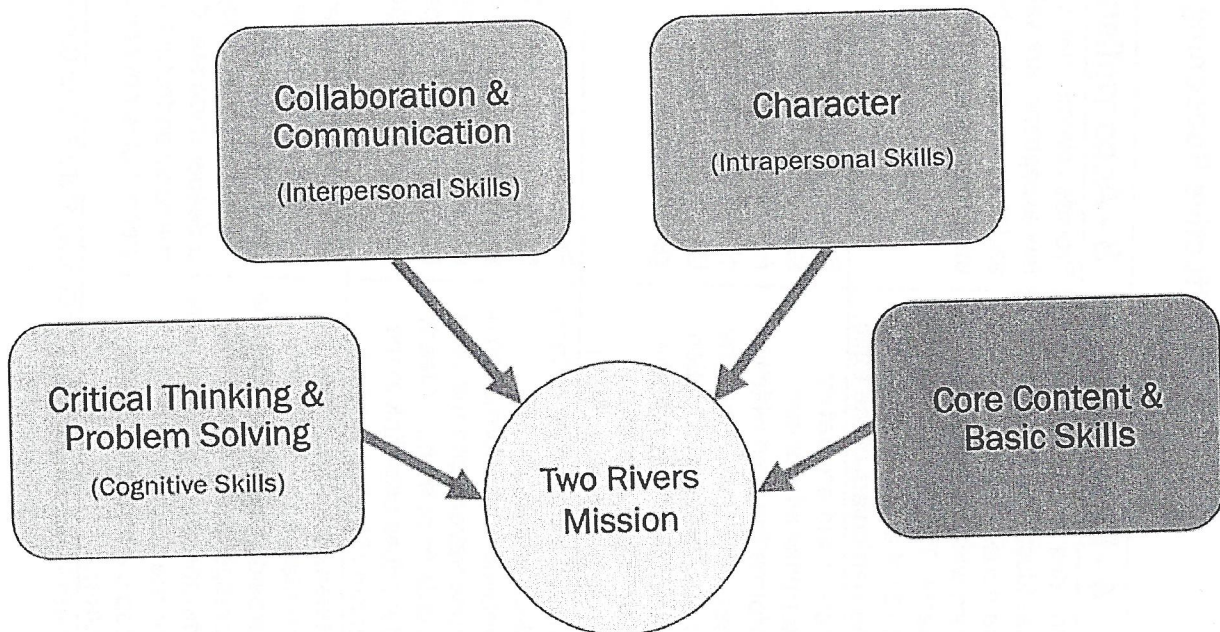 Collaboration &
Communication
(Interpersonal Skills)
Character
(Intrapersonal Skills)
Critical Thinking &
Problem Solving
(Cognitive Skills)
Core Content &
Basic Skills
Two Rivers
Mission